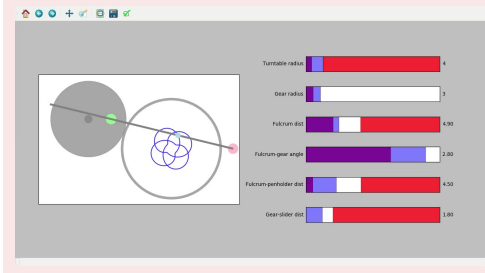 Turntable radius 4
Gear radius 3
Fulcrum dist 4.90
Fulcrum-gear angle 2.80
Fulcrum-penholder dist 4.50
Gear-slider dist 1.80